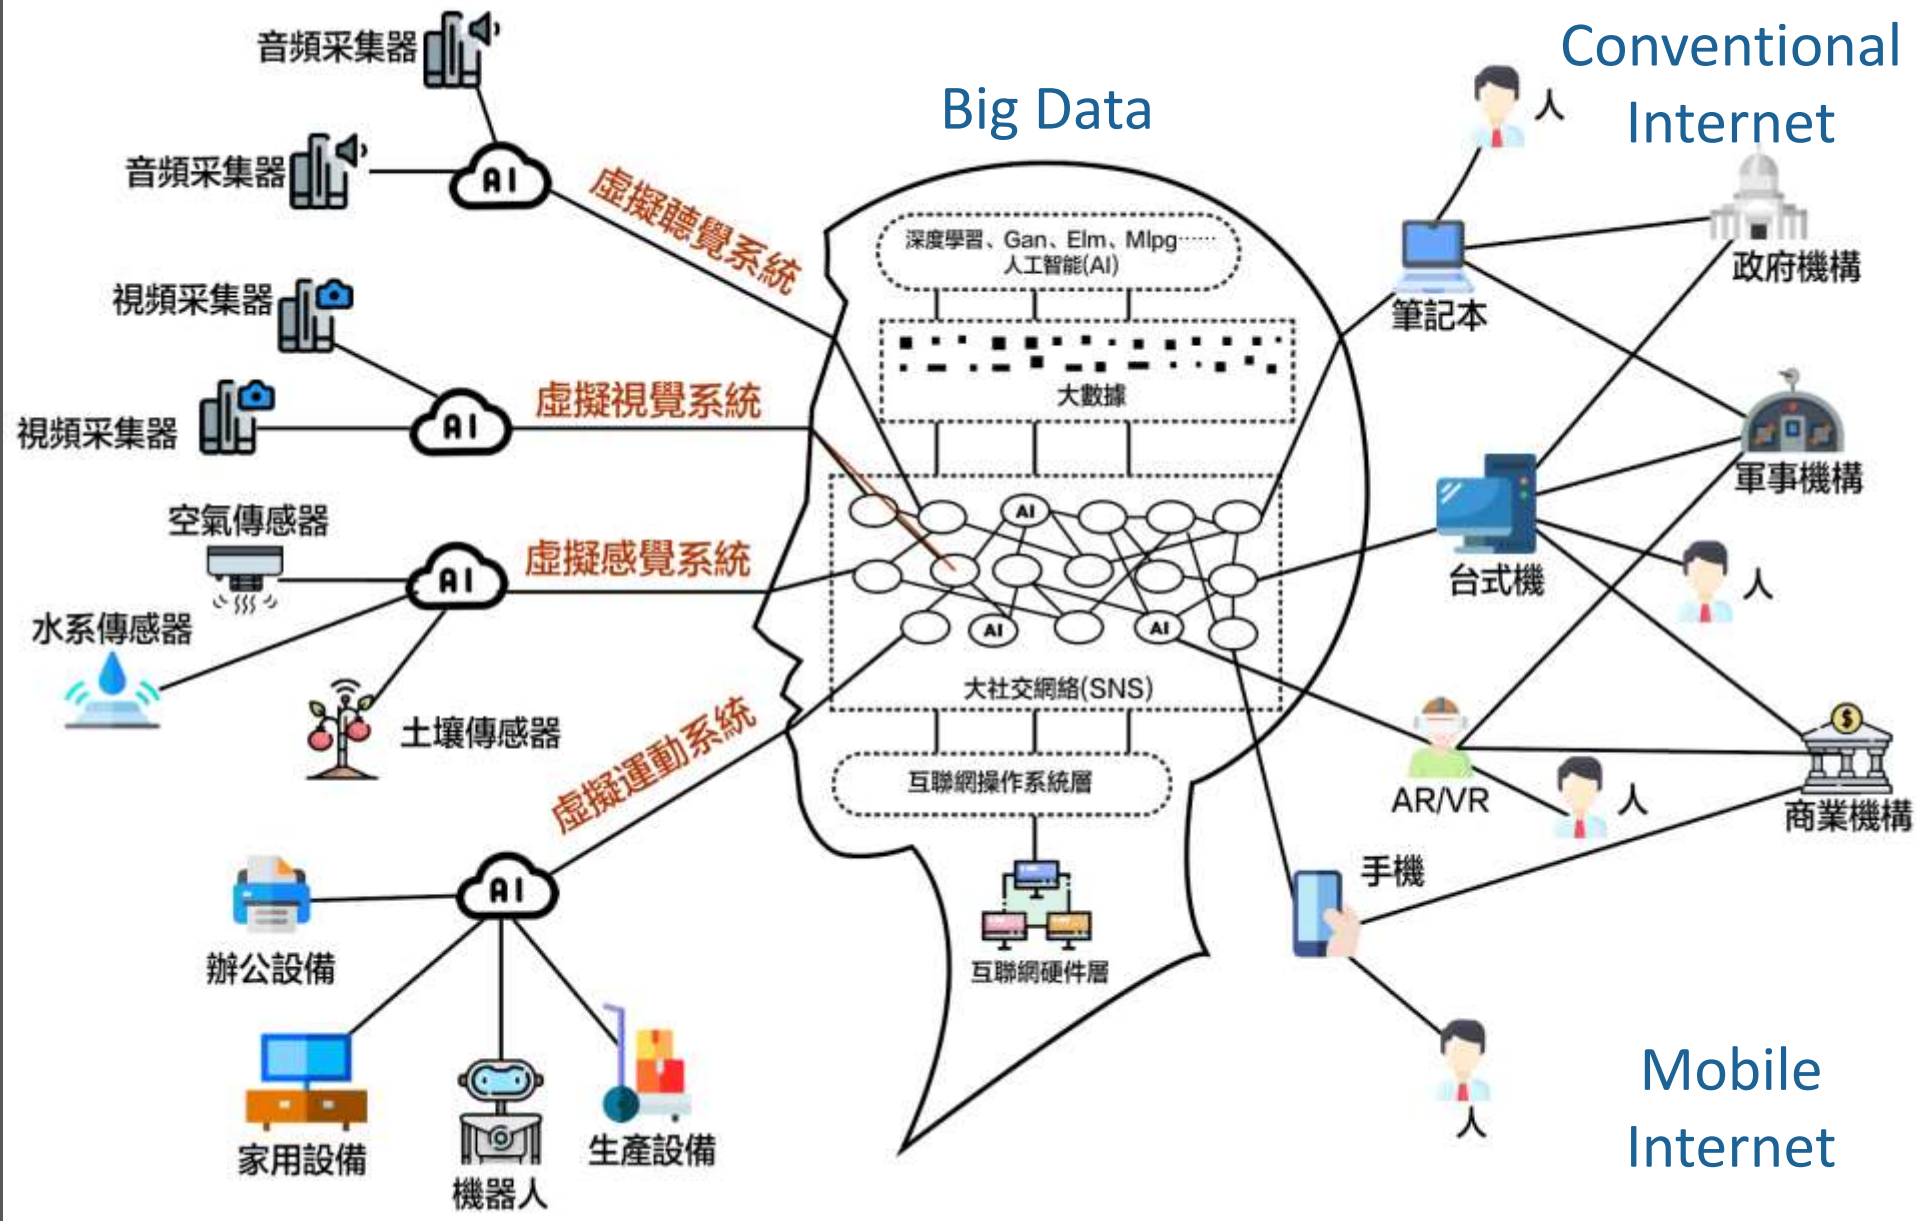 Big Data
Conventional
Internet
音頻采集器
音頻采集器
AI
虛擬聽覺系統
視頻采集器
視頻采集器
AI
虛擬視覺系統
空氣傳感器
水系傳感器
土壤傳感器
AI
虛擬感覺系統
虛擬運動系統
AI
辦公設備
家用設備
機器人
生產設備
深度學習、Gan、Elm、Mlpg……
人工智能(AI)
大數據
AI
AI
AI
大社交網絡(SNS)
互聯網操作系統層
互聯網硬件層
人
筆記本
政府機構
軍事機構
台式機
人
AR/VR
人
$
商業機構
手機
人
Mobile
Internet